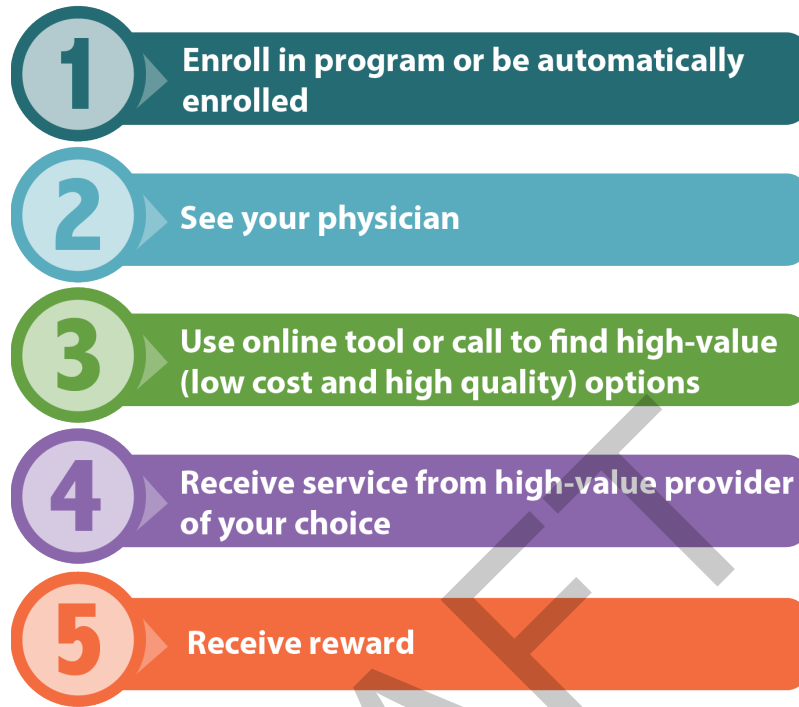 1
Enroll in program or be automatically
enrolled
2
See your physician
3
Use online tool or call to find high-value
(low cost and high quality) options
4
Receive service from high-value provider
of your choice
5
Receive reward
AFT